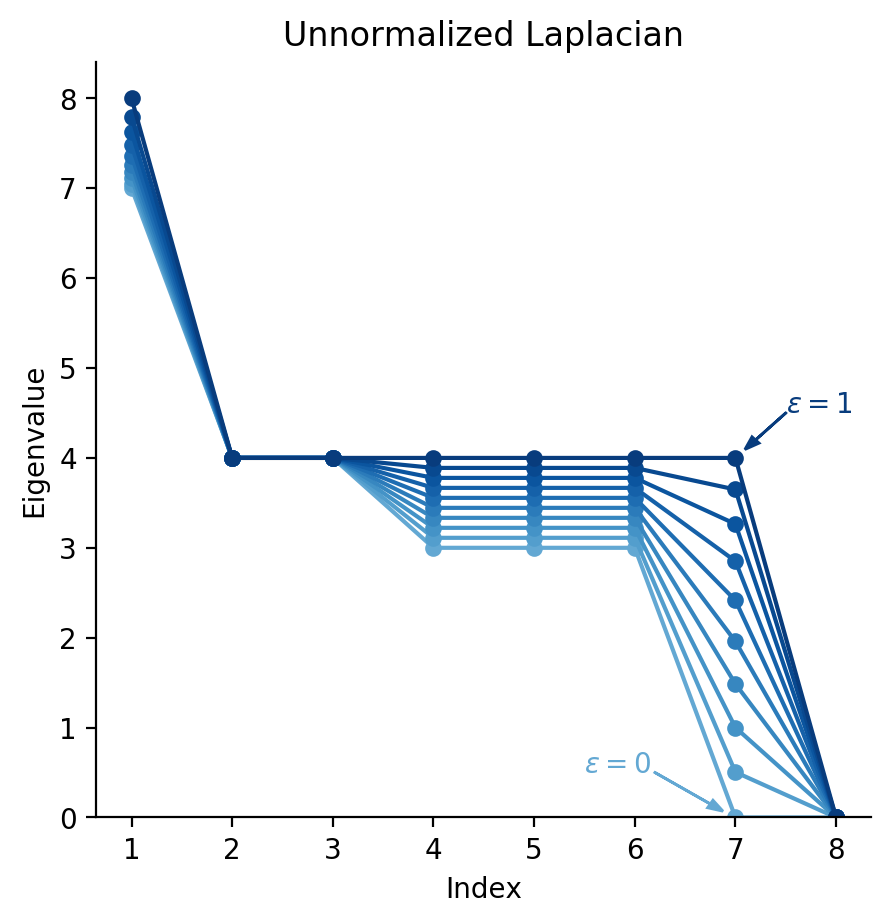 Unnormalized Laplacian
8
7
6
5
4
3
2
1
0
Eigenvalue
ε = 1
ε = 0
1 2 3 4 5 6 7 8
Index